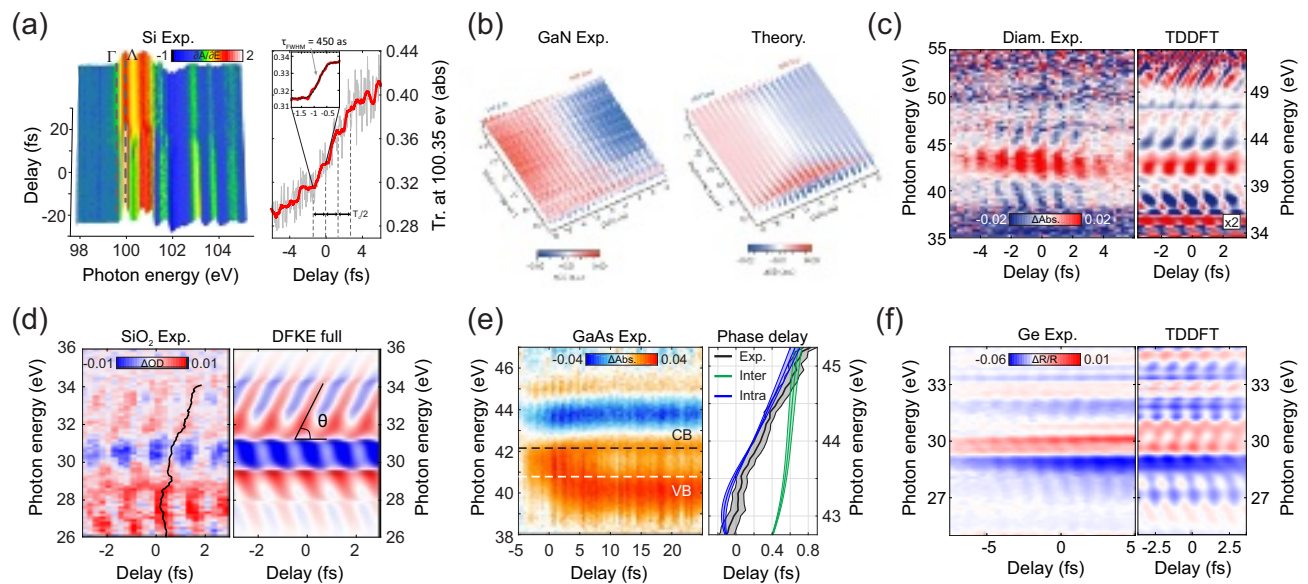 (a)
Si Exp.
Γ Λ
-1 ∂A/∂E 2
Delay (fs)
20
0
-20
98 100 102 104
Photon energy (eV)
τFWHM = 450 as
0.34
0.33
0.31
-1.5 -1 -0.5
Tr/2
0.44
0.40
0.36
0.32
0.28
Tr. at 100.35 ev (abs)
-4 0 4
Delay (fs)
(b)
GaN Exp.
Theory.
(c)
Diam. Exp.
TDDFT
Photon energy (eV)
55
50
45
40
35
-0.02 ΔAbs. 0.02
-4 -2 0 2 4
Delay (fs)
x2
49
44
39
34
Photon energy (eV)
-2 0 2
Delay (fs)
(d)
SiO2 Exp.
DFKE full
Photon energy (eV)
36
34
32
30
28
26
-0.01 ΔOD 0.01
-2 0 2
Delay (fs)
θ
36
34
32
30
28
26
Photon energy (eV)
-2 0 2
Delay (fs)
(e)
GaAs Exp.
Phase delay
Photon energy (eV)
46
44
42
40
-0.04 ΔAbs. 0.04
CB
VB
-5 0 5 10 15 20
Delay (fs)
Exp.
Inter
Intra
45
44
43
Photon energy (eV)
0 0.4 0.8
Delay (fs)
(f)
Ge Exp.
TDDFT
Photon energy (eV)
33
30
27
-0.06 ΔR/R 0.01
-5 0 5
Delay (fs)
33
30
27
Photon energy (eV)
-2.5 0 2.5
Delay (fs)